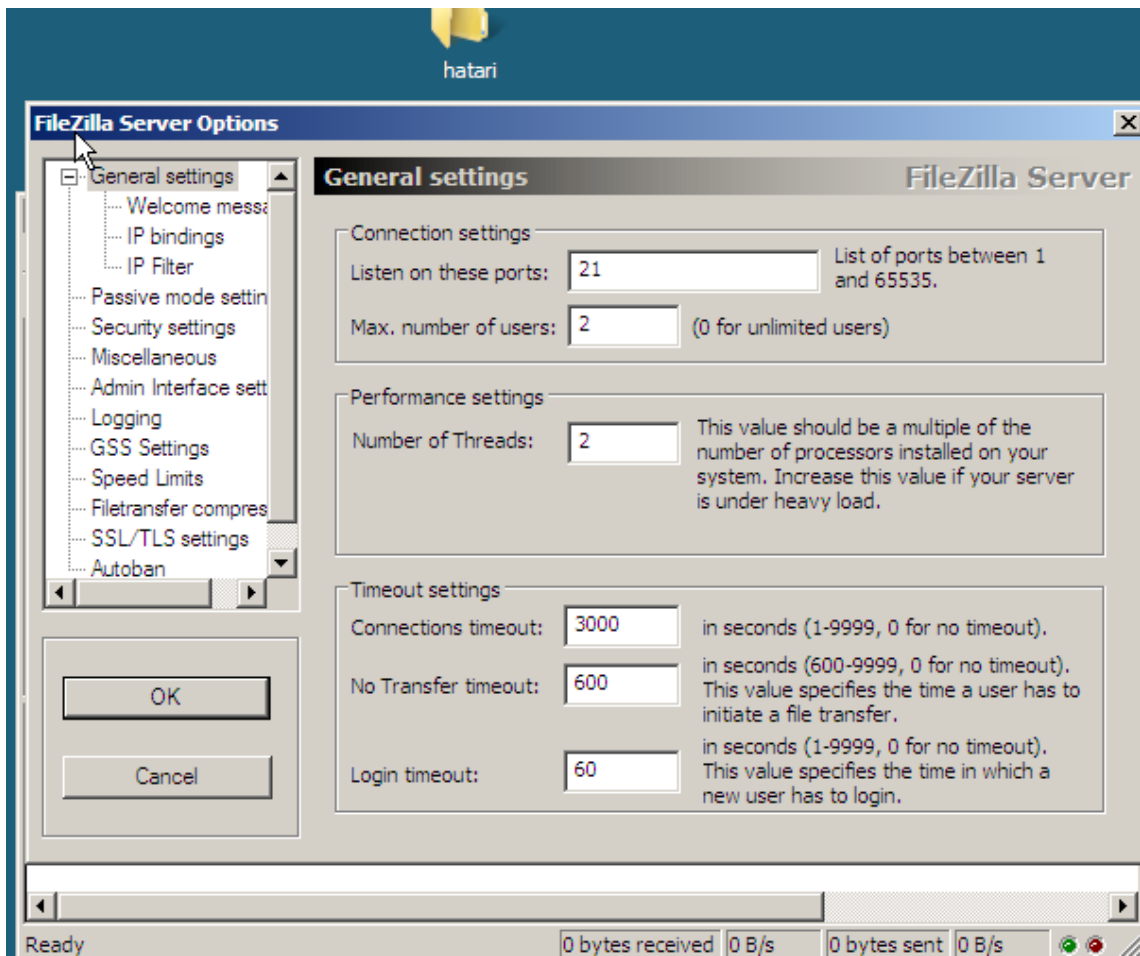 hatari
FileZilla Server Options
General settings
Welcome messa
IP bindings
IP Filter
Passive mode settin
Security settings
Miscellaneous
Admin Interface sett
Logging
GSS Settings
Speed Limits
Filetransfer compres
SSL/TLS settings
Autoban
OK
Cancel
General settings
FileZilla Server
Connection settings
Listen on these ports: 21 List of ports between 1
and 65535.
Max. number of users: 2 (0 for unlimited users)
Performance settings
Number of Threads: 2 This value should be a multiple of the
number of processors installed on your
system. Increase this value if your server
is under heavy load.
Timeout settings
Connections timeout: 3000 in seconds (1-9999, 0 for no timeout).
No Transfer timeout: 600 in seconds (600-9999, 0 for no timeout).
This value specifies the time a user has to
initiate a file transfer.
Login timeout: 60 in seconds (1-9999, 0 for no timeout).
This value specifies the time in which a
new user has to login.
Ready 0 bytes received 0 B/s 0 bytes sent 0 B/s